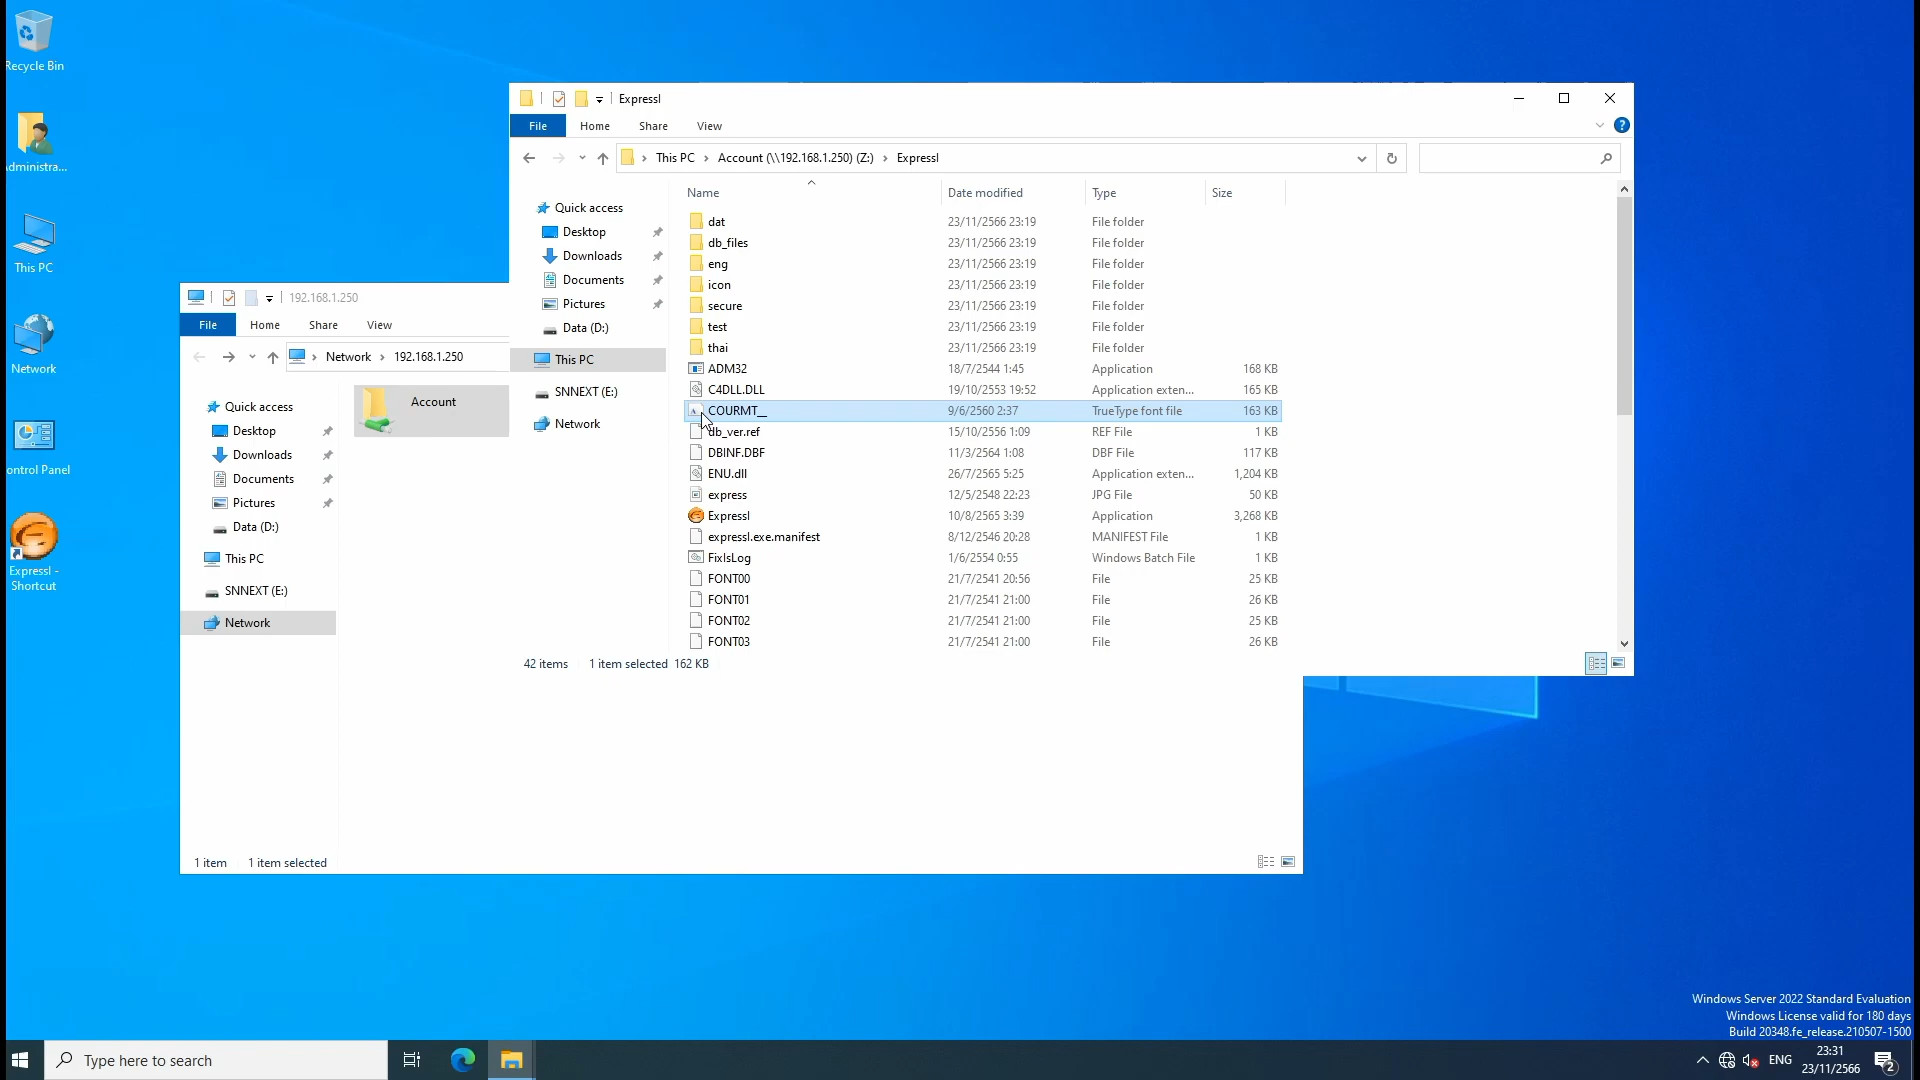 Recycle Bin
Administra...
This PC
Network
ontrol Panel
Expressl -
Shortcut
Expressl
File Home Share View
This PC Account (\\192.168.1.250) (Z:) Expressl
Name Date modified Type Size
Quick access
Desktop
Downloads
Documents
Pictures
Data (D:)
This PC
SNNEXT (E:)
Network
dat 23/11/2566 23:19 File folder
db_files 23/11/2566 23:19 File folder
eng 23/11/2566 23:19 File folder
icon 23/11/2566 23:19 File folder
secure 23/11/2566 23:19 File folder
test 23/11/2566 23:19 File folder
thai 23/11/2566 23:19 File folder
ADM32 18/7/2544 1:45 Application 168 KB
C4DLL.DLL 19/10/2553 19:52 Application exten... 165 KB
COURMT__ 9/6/2560 2:37 TrueType font file 163 KB
db_ver.ref 15/10/2556 1:09 REF File 1 KB
DBINF.DBF 11/3/2564 1:08 DBF File 117 KB
ENU.dll 26/7/2565 5:25 Application exten... 1,204 KB
express 12/5/2548 22:23 JPG File 50 KB
Expressl 10/8/2565 3:39 Application 3,268 KB
expressl.exe.manifest 8/12/2546 20:28 MANIFEST File 1 KB
FixIsLog 1/6/2554 0:55 Windows Batch File 1 KB
FONT00 21/7/2541 20:56 File 25 KB
FONT01 21/7/2541 21:00 File 26 KB
FONT02 21/7/2541 21:00 File 25 KB
FONT03 21/7/2541 21:00 File 26 KB
42 items 1 item selected 162 KB
192.168.1.250
File Home Share View
Network 192.168.1.250
Quick access
Desktop
Downloads
Documents
Pictures
Data (D:)
This PC
SNNEXT (E:)
Network
Account
1 item 1 item selected
Windows Server 2022 Standard Evaluation
Windows License valid for 180 days
Build 20348.fe_release.210507-1500
Type here to search
ENG
23:31
23/11/2566
2